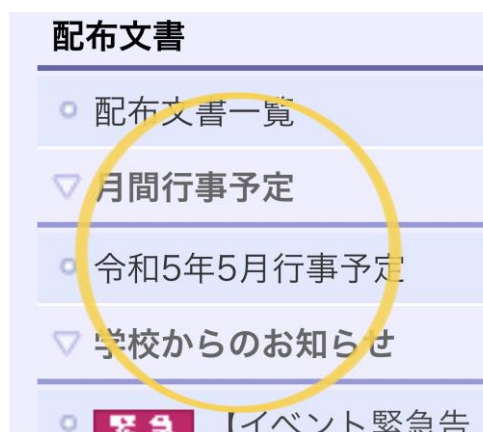 配布文書
配布文書一覧
月間行事予定
令和5年5月行事予定
学校からのお知らせ
緊急 【イベント緊急告